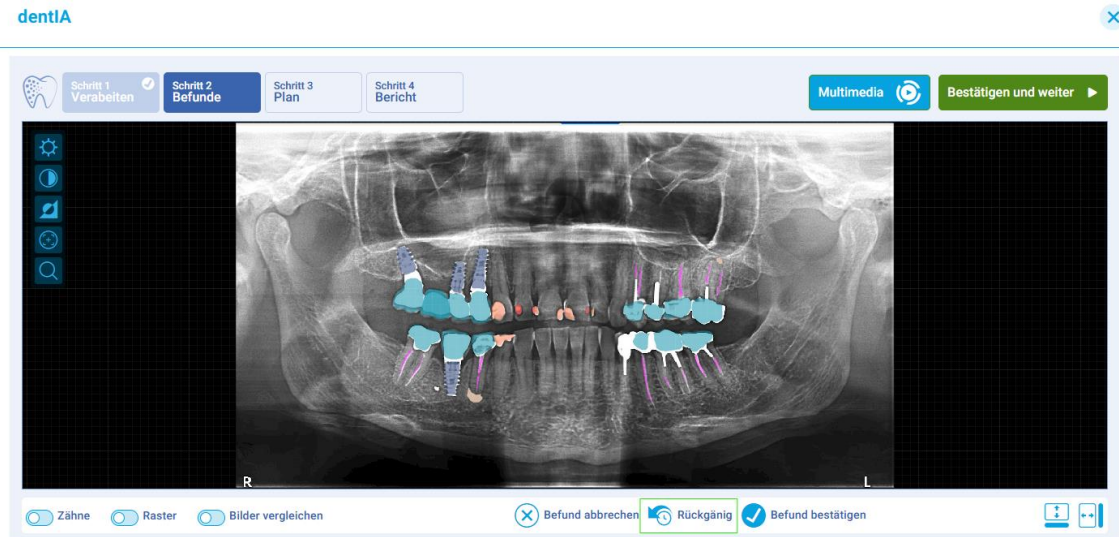 dentIA
Schritt 1
Verabeiten
Schritt 2
Befunde
Schritt 3
Plan
Schritt 4
Bericht
Multimedia
Bestätigen und weiter
R
L
Zähne
Raster
Bilder vergleichen
Befund abbrechen
Rückgänig
Befund bestätigen